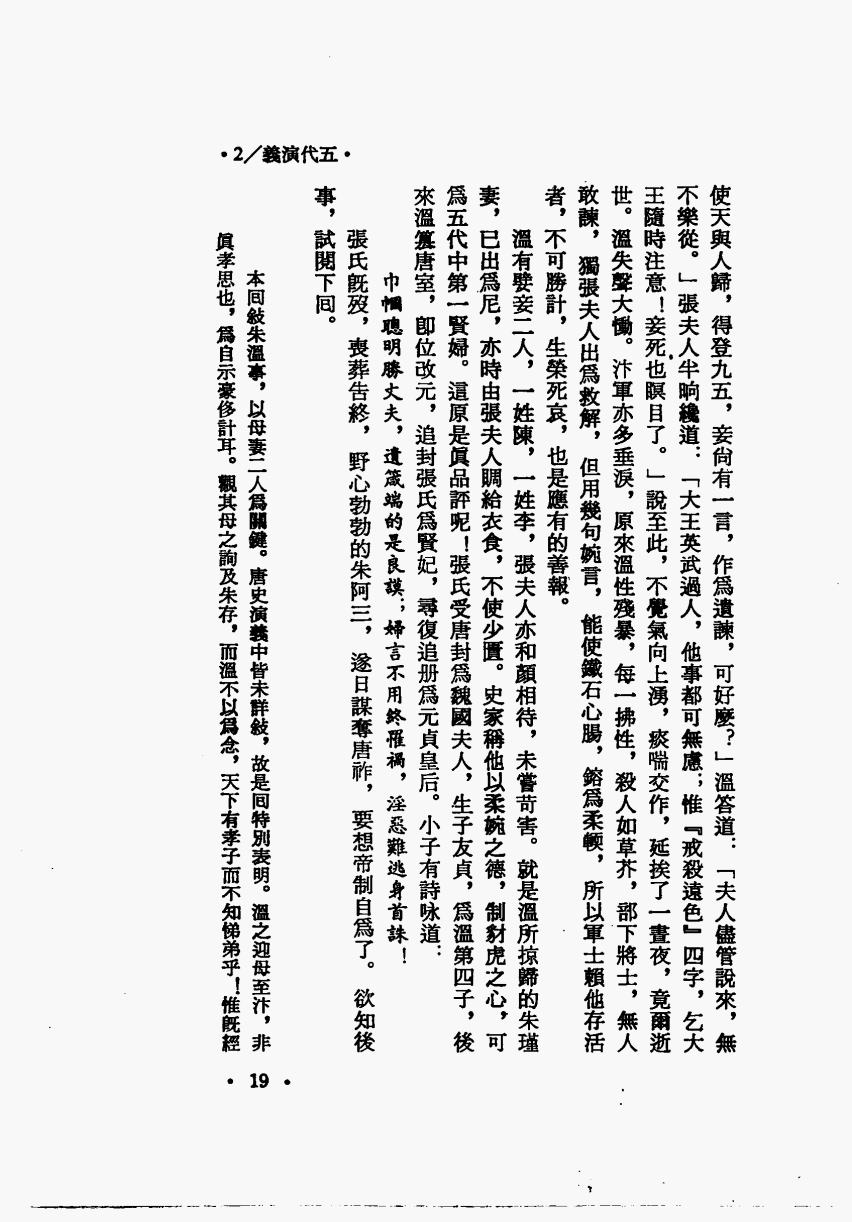 •2/義演代五•
使天與人歸，得登九五，妾尙有一言，作爲遺諫，可好麼？」溫答道：「夫人儘管說來，無
不樂從。」張夫人半晌纔道：「大王英武過人，他事都可無慮；惟『戒殺遠色』四字，乞大
王隨時注意！妾死也瞑目了。」說至此，不覺氣向上湧，痰喘交作，延挨了一晝夜，竟爾逝
世。溫失聲大慟。汴軍亦多垂淚，原來溫性殘暴，每一拂性，殺人如草芥，部下將士，無人
敢諫，獨張夫人出爲救解，但用幾句婉言，能使鐵石心腸，鎔爲柔輭，所以軍士賴他存活
者，不可勝計，生榮死哀，也是應有的善報。
溫有嬖妾二人，一姓陳，一姓李，張夫人亦和顏相待，未嘗苛害。就是溫所掠歸的朱瑾
妻，已出爲尼，亦時由張夫人賙給衣食，不使少匱。史家稱他以柔婉之德，制豺虎之心，可
爲五代中第一賢婦。這原是眞品評呢！張氏受唐封爲魏國夫人，生子友貞，爲溫第四子，後
來溫篡唐室，卽位改元，追封張氏爲賢妃，尋復追册爲元貞皇后。小子有詩咏道：
巾幗聰明勝丈夫，遺箴端的是良謨；婦言不用終罹禍，淫惡難逃身首誅！
張氏旣歿，喪葬告終，野心勃勃的朱阿三，遂日謀奪唐祚，要想帝制自爲了。欲知後
事，試閱下回。
本回敍朱溫事，以母妻二人爲關鍵。唐史演義中皆未詳敍，故是回特別表明。溫之迎母至汴，非
眞孝思也，爲自示豪侈計耳。觀其母之詢及朱存，而溫不以爲念，天下有孝子而不知悌弟乎！惟旣經
• 19 •